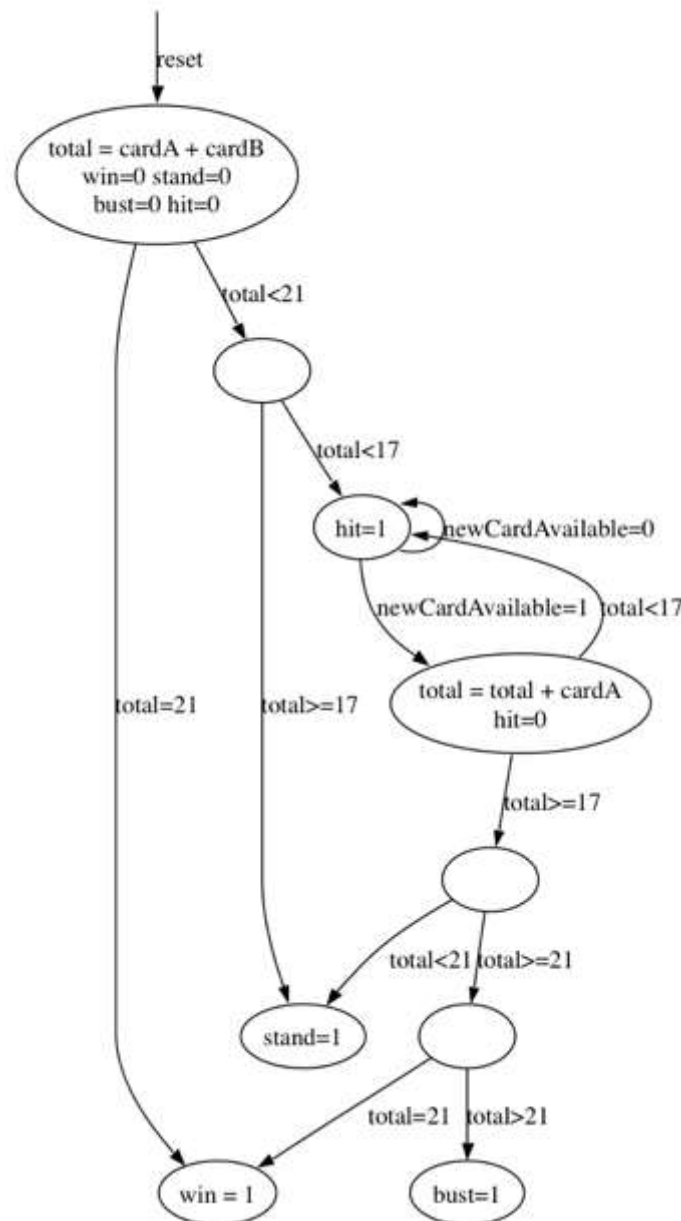 reset
total = cardA + cardB
win=0 stand=0
bust=0 hit=0
total<21
total<17
hit=1
newCardAvailable=0
newCardAvailable=1
total<17
total = total + cardA
hit=0
total=21
total>=17
total>=17
total<21
total>=21
stand=1
total=21
total>21
win = 1
bust=1